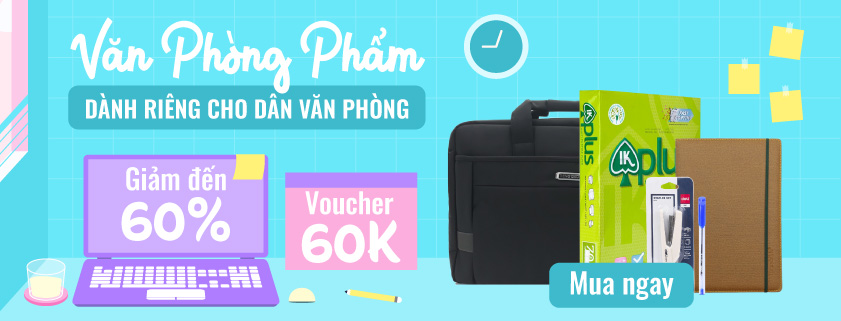 Văn Phòng Phẩm
DÀNH RIÊNG CHO DÂN VĂN PHÒNG
Giảm đến
60%
Voucher
60K
IK
plus
IK
plu
Mua ngay